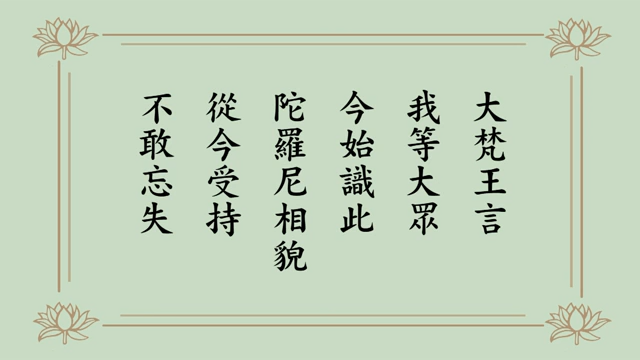 大梵王言
我等大眾
今始識此
陀羅尼相貌
從今受持
不敢忘失